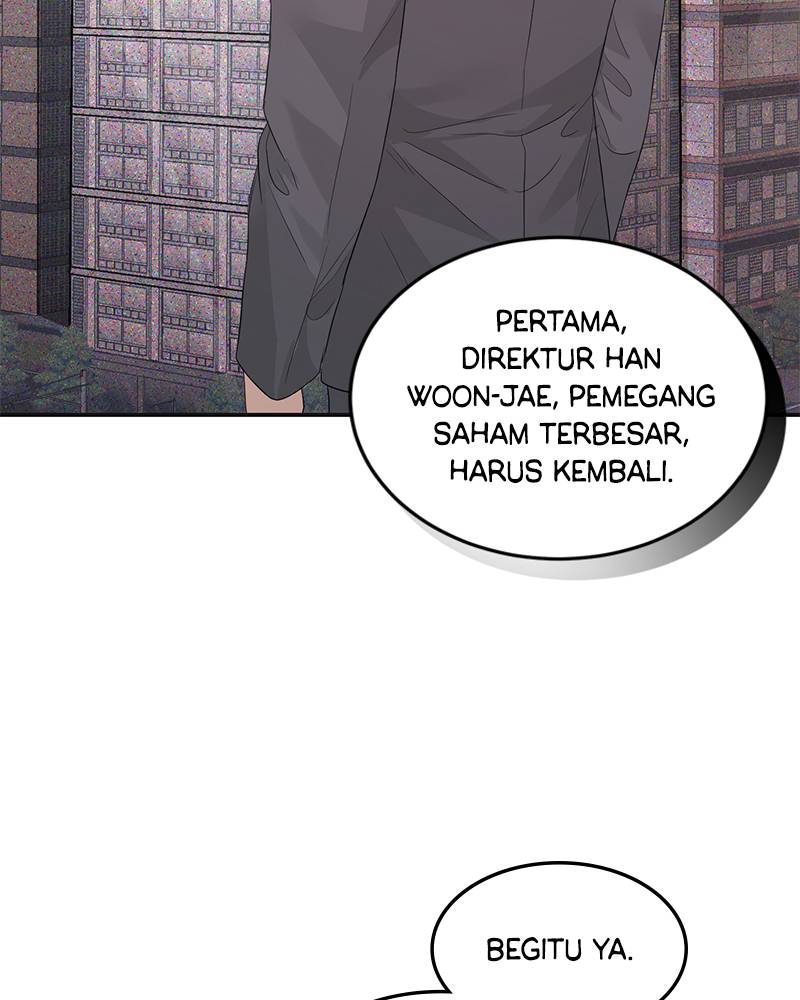 PERTAMA,
DIREKTUR HAN
WOON-JAE, PEMEGANG
SAHAM TERBESAR,
HARUS KEMBALI.
BEGITU YA.